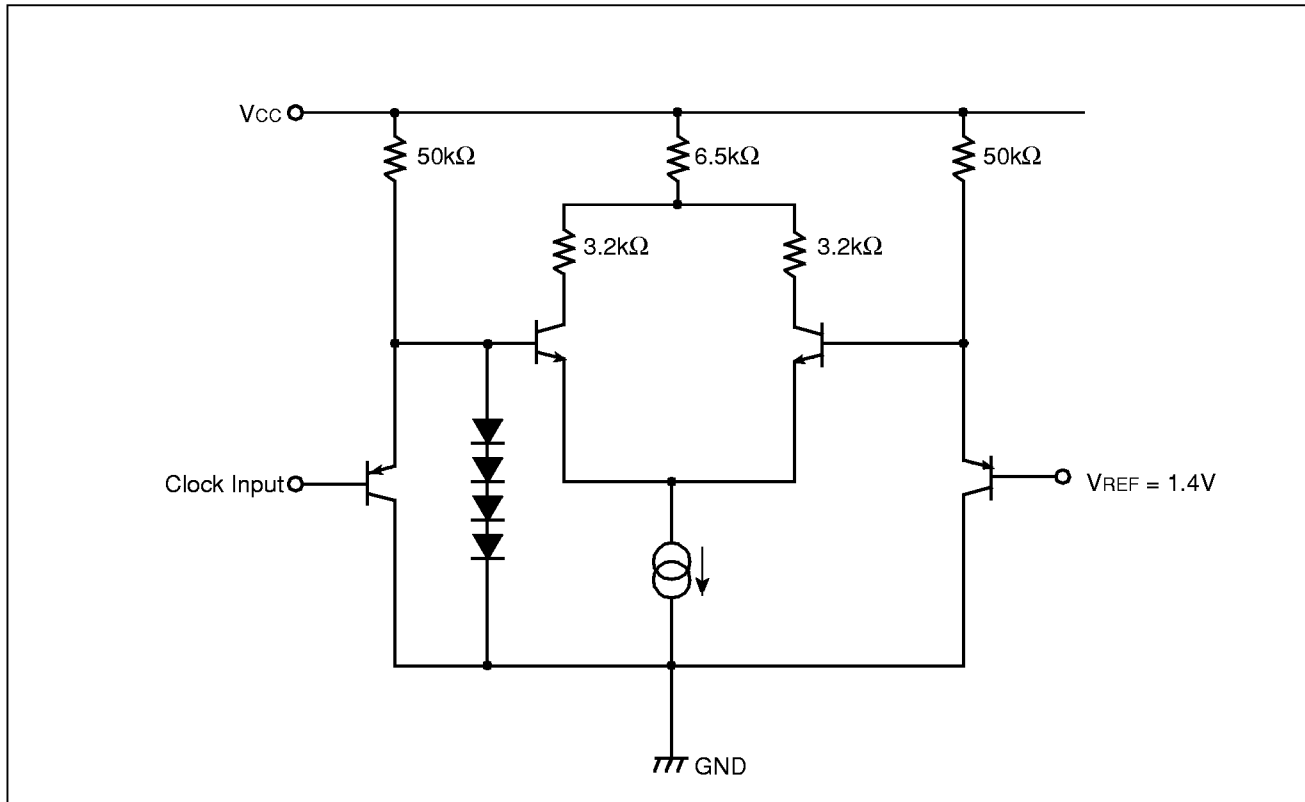 VCC
50kΩ
6.5kΩ
50kΩ
3.2kΩ
3.2kΩ
Clock Input
VREF = 1.4V
GND